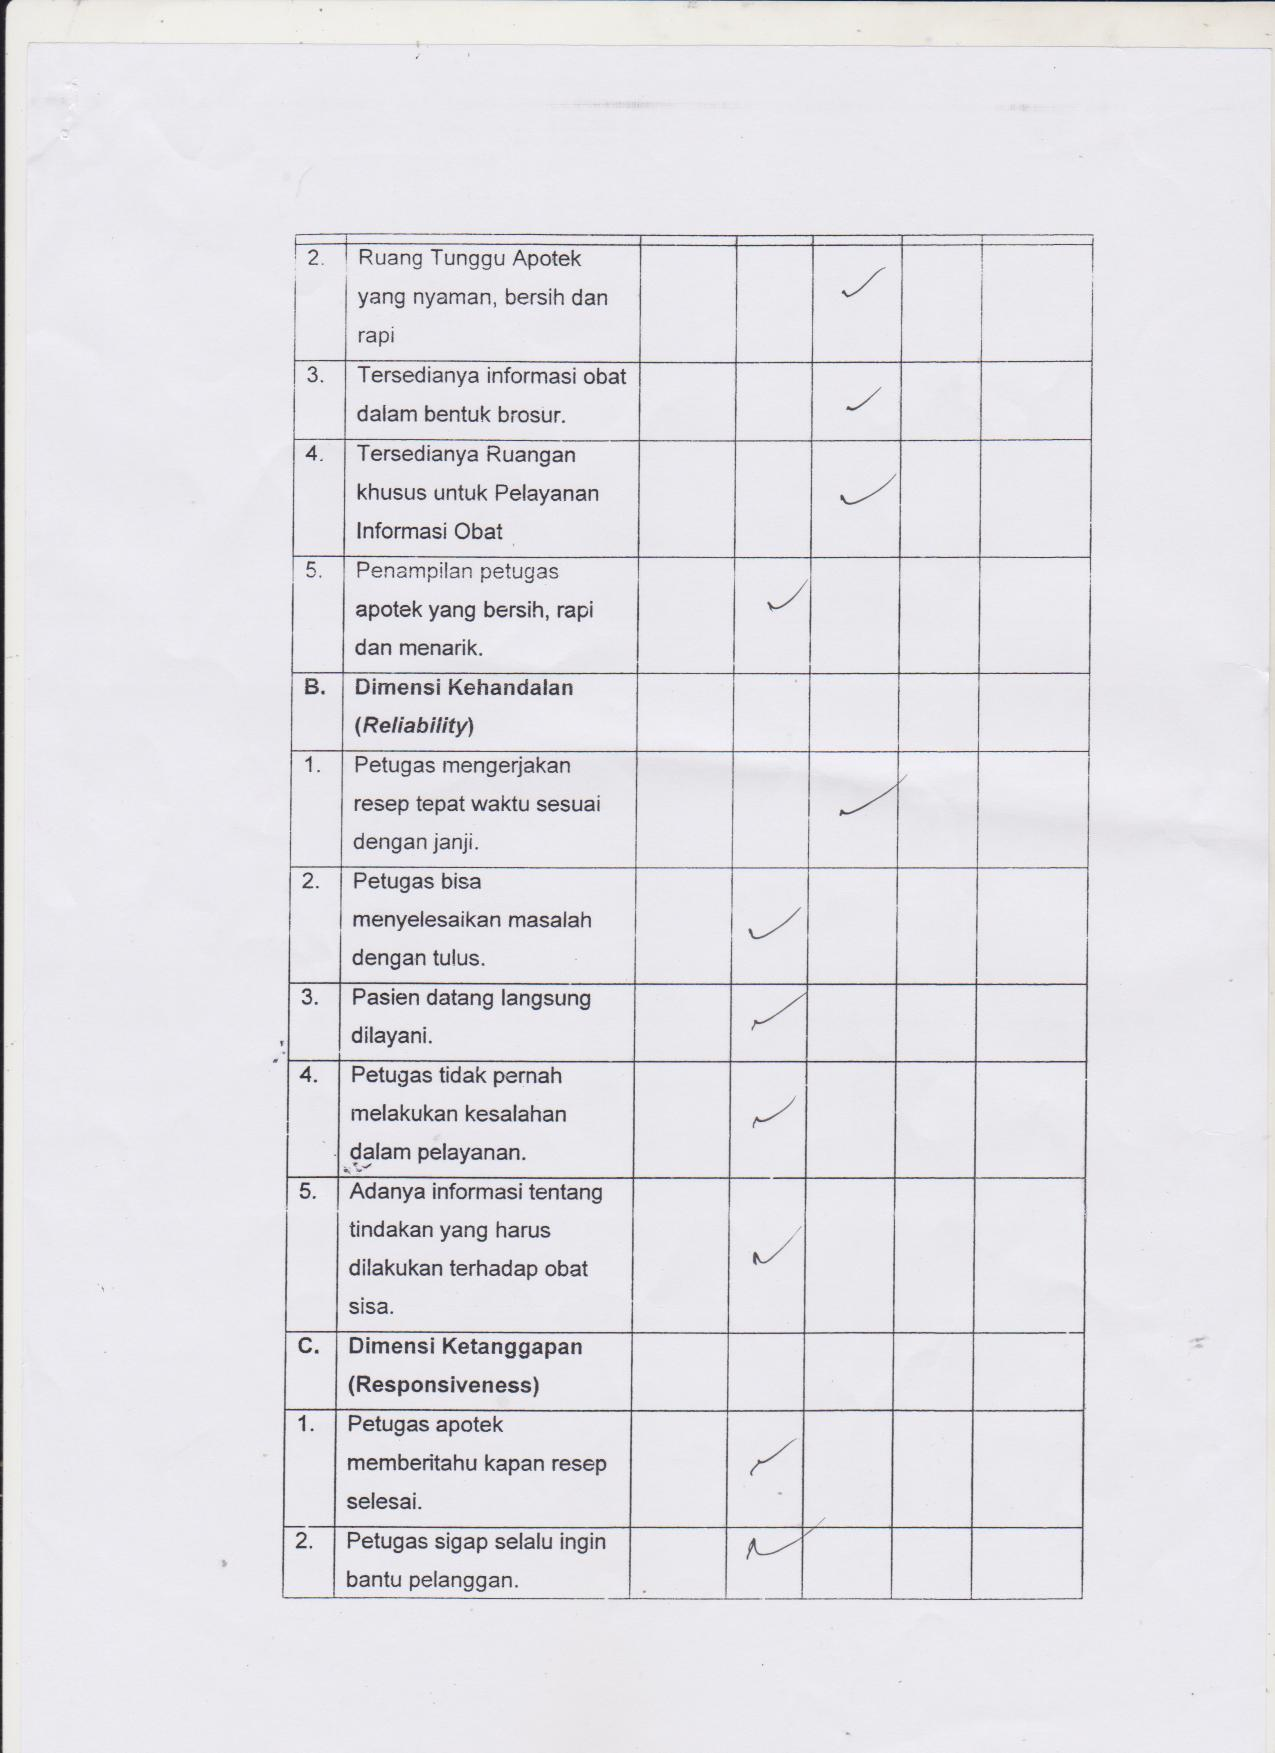 2. Ruang Tunggu Apotek
yang nyaman, bersih dan
rapi
3. Tersedianya informasi obat
dalam bentuk brosur.
4. Tersedianya Ruangan
khusus untuk Pelayanan
Informasi Obat
5. Penampilan petugas
apotek yang bersih, rapi
dan menarik.
B. Dimensi Kehandalan
(Reliability)
1. Petugas mengerjakan
resep tepat waktu sesuai
dengan janji.
2. Petugas bisa
menyelesaikan masalah
dengan tulus.
3. Pasien datang langsung
dilayani.
4. Petugas tidak pernah
melakukan kesalahan
dalam pelayanan.
5. Adanya informasi tentang
tindakan yang harus
dilakukan terhadap obat
sisa.
C. Dimensi Ketanggapan
(Responsiveness)
1. Petugas apotek
memberitahu kapan resep
selesai.
2. Petugas sigap selalu ingin
bantu pelanggan.